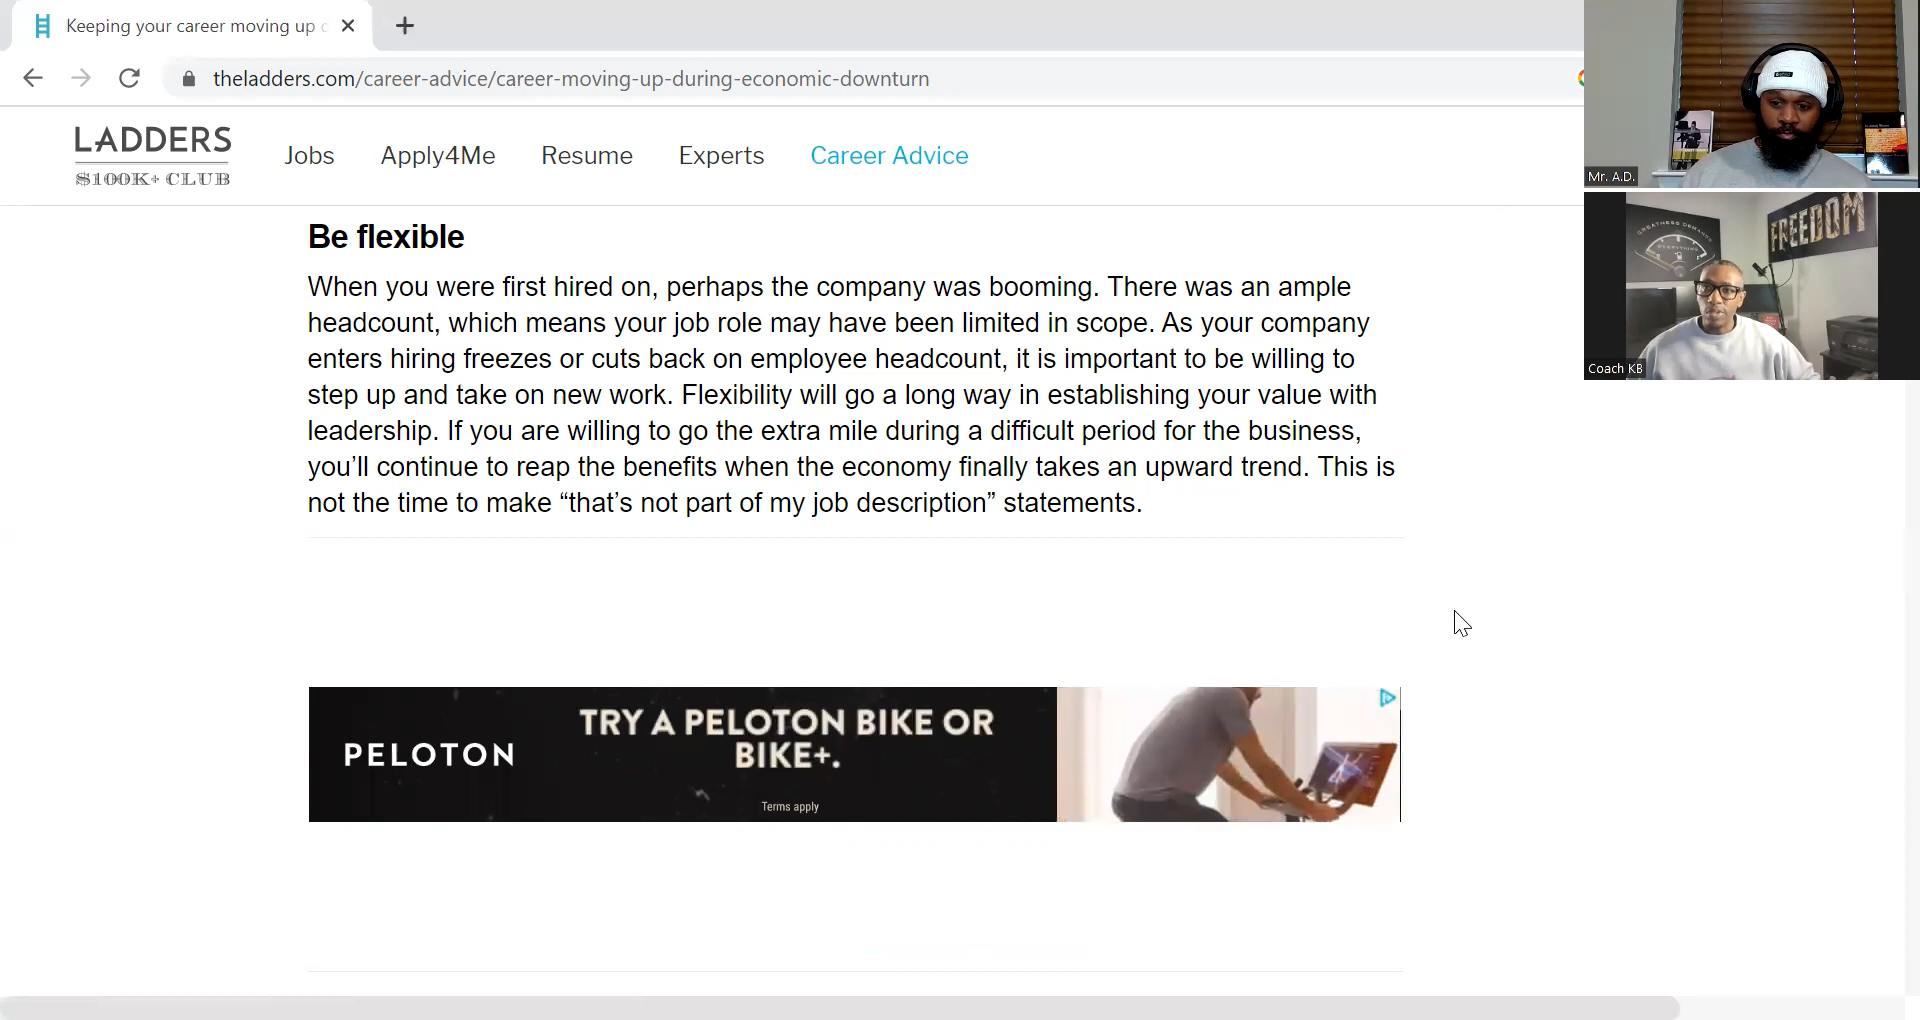 Keeping your career moving up
theladders.com/career-advice/career-moving-up-during-economic-downturn
LADDERS
$100K+ CLUB
Jobs
Apply4Me
Resume
Experts
Career Advice
Mr. A.D.
GREATNESS DEMANDS
EVERYTHING
FREEDOM
Coach KB
Be flexible
When you were first hired on, perhaps the company was booming. There was an ample
headcount, which means your job role may have been limited in scope. As your company
enters hiring freezes or cuts back on employee headcount, it is important to be willing to
step up and take on new work. Flexibility will go a long way in establishing your value with
leadership. If you are willing to go the extra mile during a difficult period for the business,
you’ll continue to reap the benefits when the economy finally takes an upward trend. This is
not the time to make “that’s not part of my job description” statements.
PELOTON
TRY A PELOTON BIKE OR
BIKE+.
Terms apply